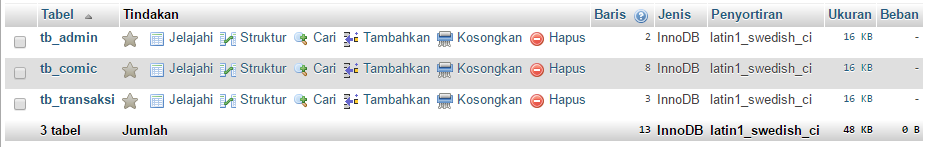 Tabel Tindakan Baris Jenis Penyortiran Ukuran Beban
tb_admin Jelajahi Struktur Cari Tambahkan Kosongkan Hapus 2 InnoDB latin1_swedish_ci 16 KB -
tb_comic Jelajahi Struktur Cari Tambahkan Kosongkan Hapus 8 InnoDB latin1_swedish_ci 16 KB -
tb_transaksi Jelajahi Struktur Cari Tambahkan Kosongkan Hapus 3 InnoDB latin1_swedish_ci 16 KB -
3 tabel Jumlah 13 InnoDB latin1_swedish_ci 48 KB 0 B